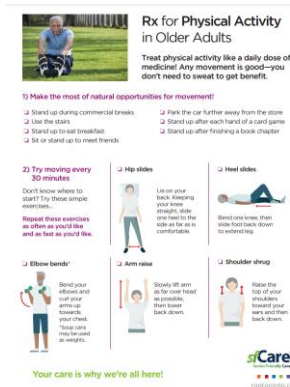 Rx for Physical Activity
in Older Adults
Treat physical activity like a daily dose of
medicine! Any movement is good—you
don't need to sweat to get benefit.
1) Make the most of natural opportunities for movement!
Stand up during commercial breaks
Use the stairs
Stand up to eat breakfast
Sit or stand up to meet friends
Park the car further away from the store
Stand up after each hand of a card game
Stand up after finishing a book chapter
2) Try moving every
30 minutes
Don't know where to
start? Try these simple
exercises...
Repeat these exercises
as often as you'd like
and as fast as you'd like.
Hip slides
Lie on your
back. Keeping
your knee
straight, slide
one heel to the
side as far as is
comfortable.
Heel slides
Bend one knee, then
slide foot back down
to extend leg.
Elbow bends*
Bend your
elbows and
curl your
arms up
towards
your chest.
*Soup cans
may be used
as weights.
Arm raise
Slowly lift arm
as far over head
as possible,
then lower
back down.
Shoulder shrug
Raise the
top of your
shoulders
toward your
ears and then
back down.
Your care is why we're all here!
sfCare
Senior Friendly Care